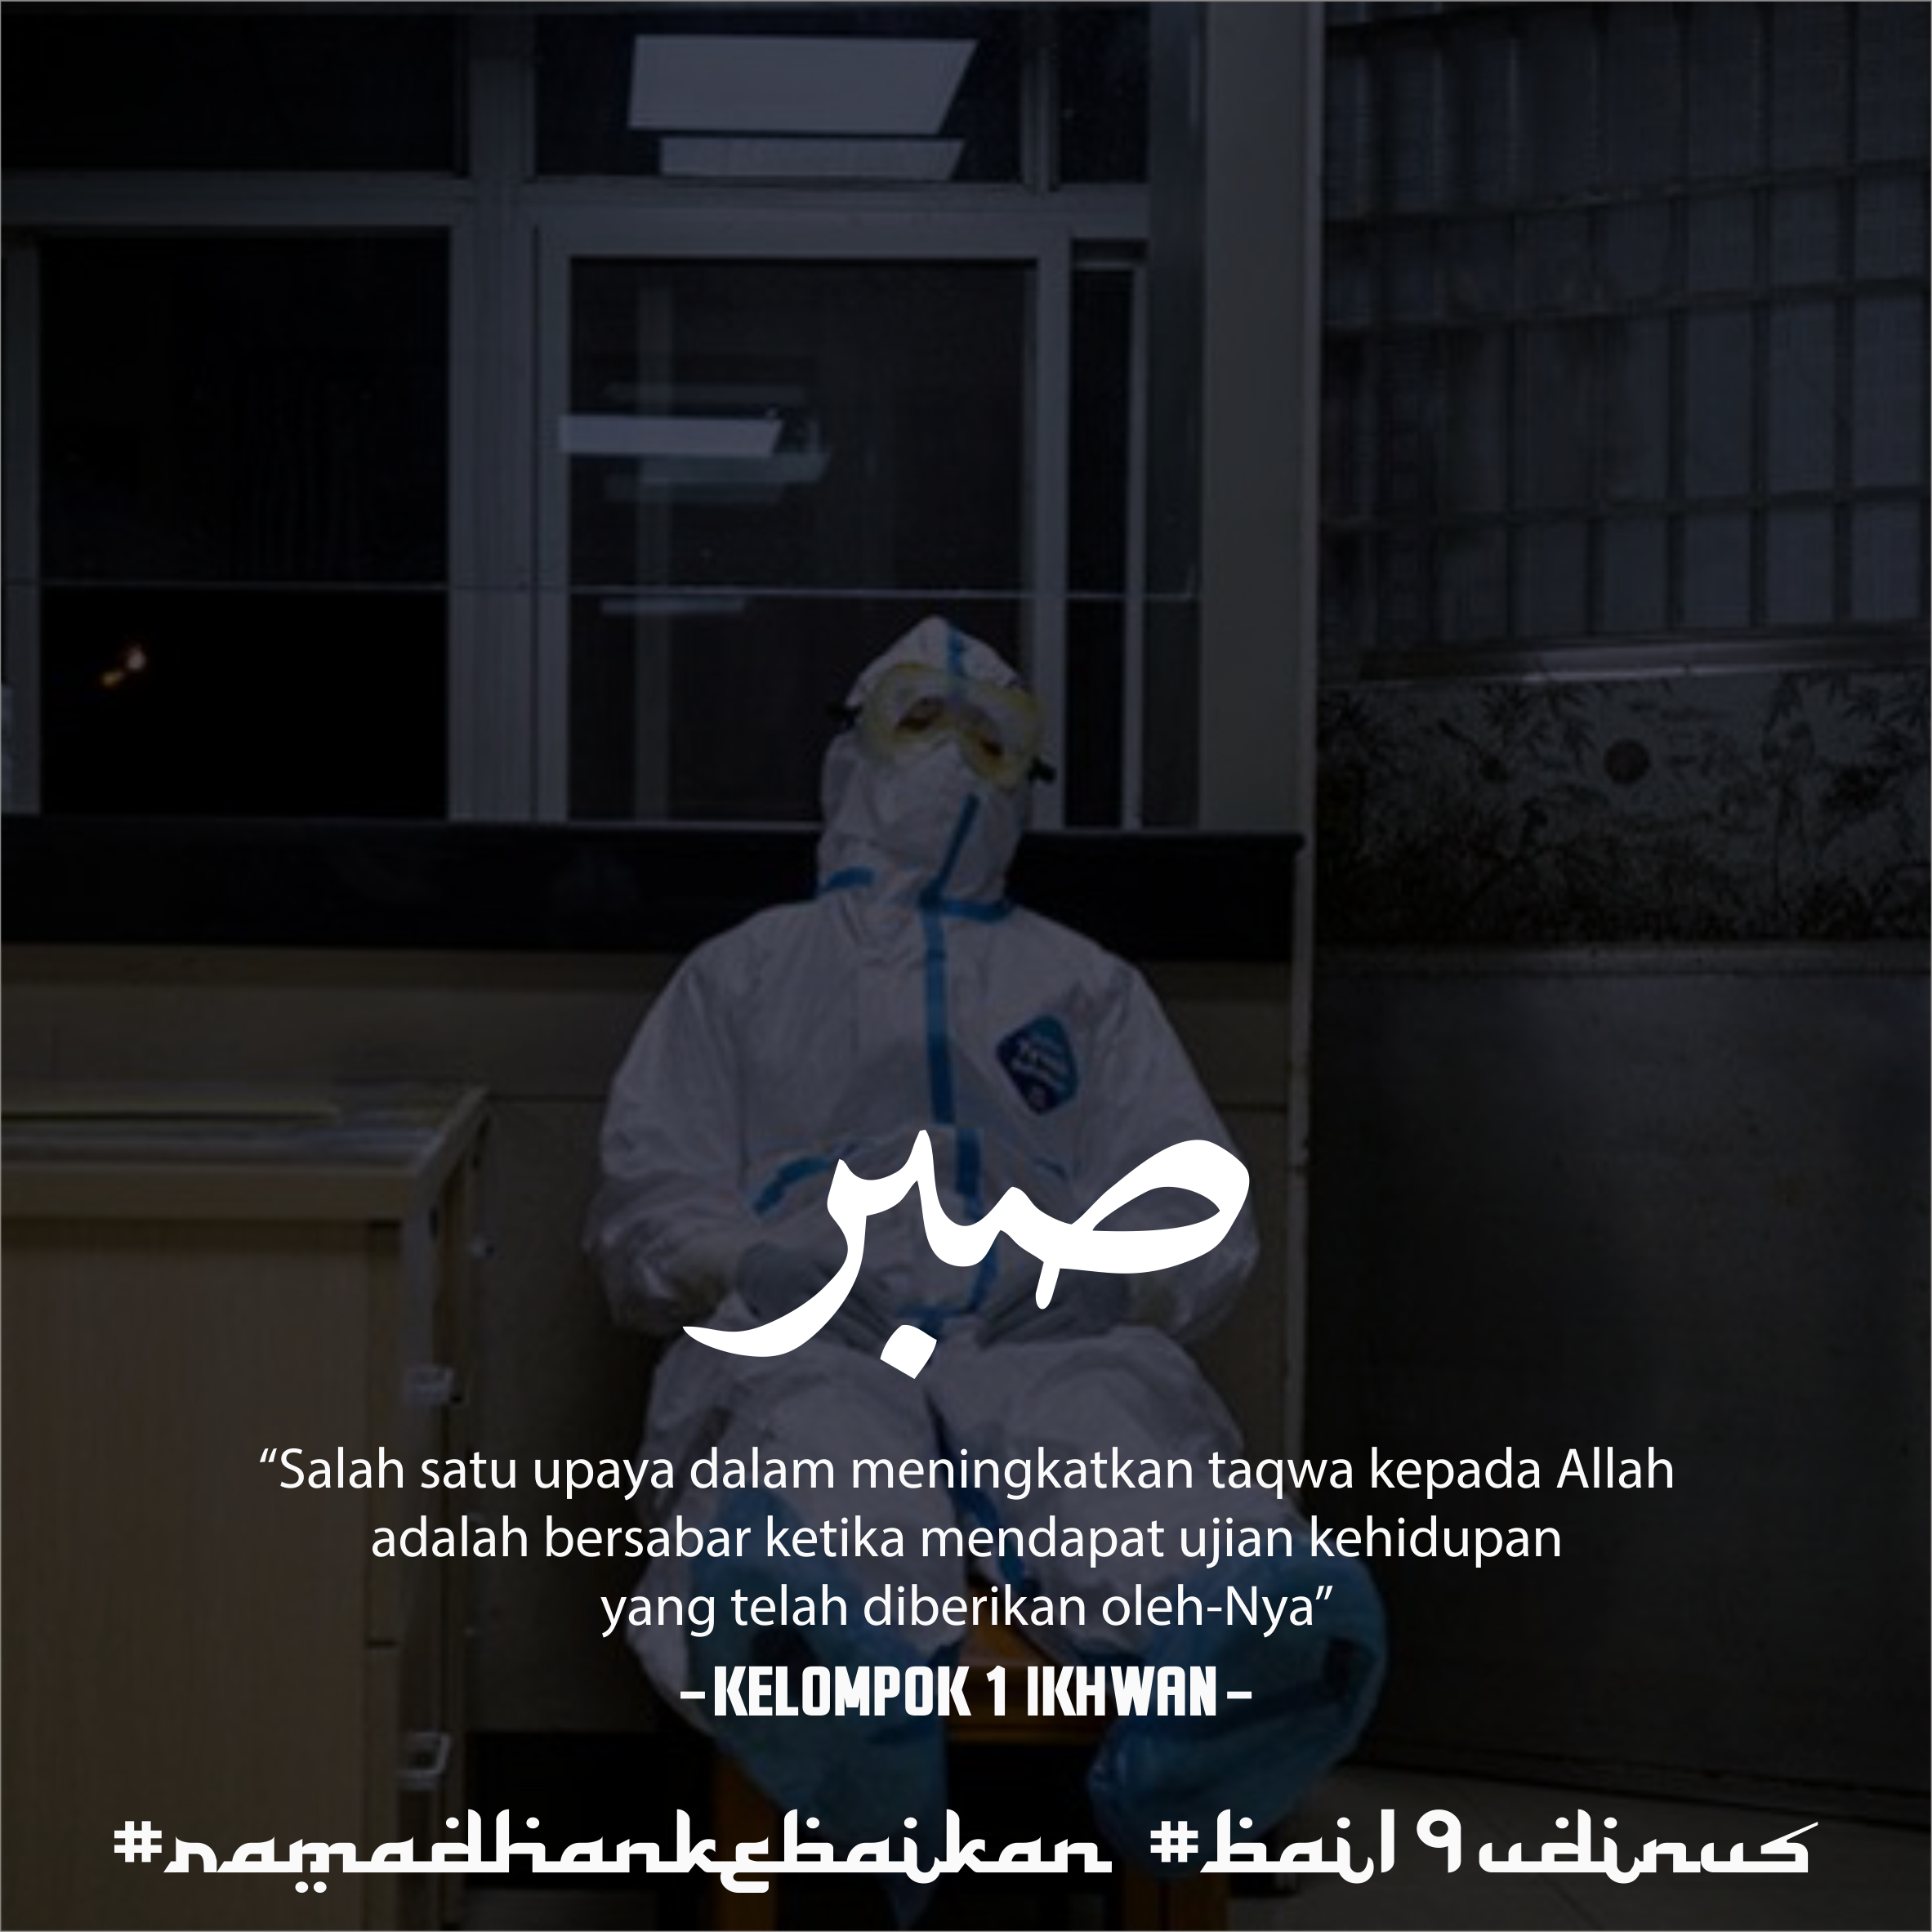 صبر
“Salah satu upaya dalam meningkatkan taqwa kepada Allah
adalah bersabar ketika mendapat ujian kehidupan
yang telah diberikan oleh-Nya”
–KELOMPOK 1 IKHWAN–
#ramadhankebaikan #bai19udinus